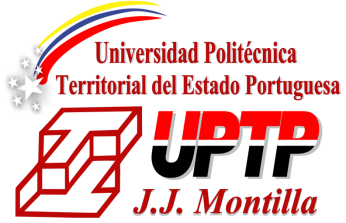 Universidad Politécnica
Territorial del Estado Portuguesa
UPTP
J.J. Montilla